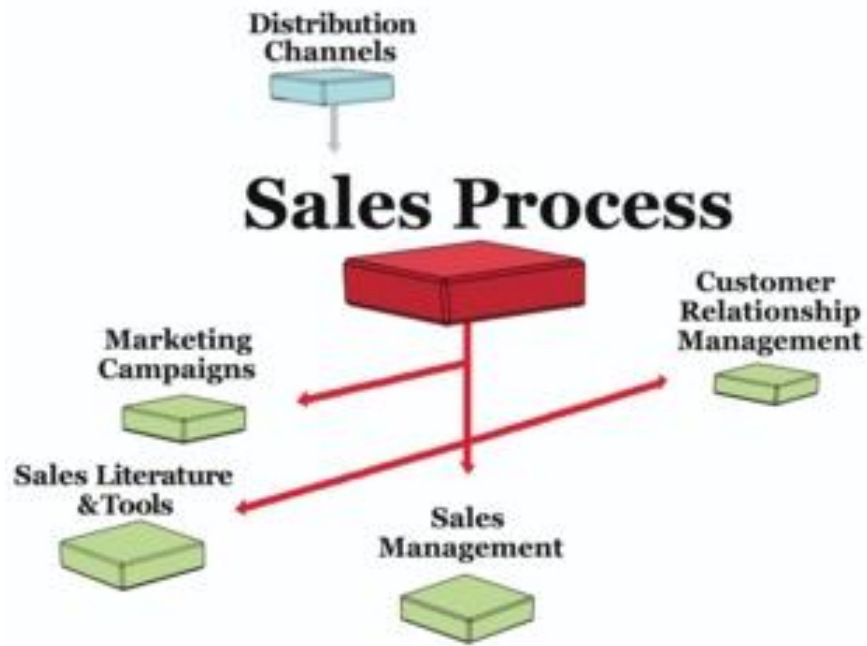 Distribution
Channels
Sales Process
Customer
Relationship
Management
Marketing
Campaigns
Sales Literature
&Tools
Sales
Management